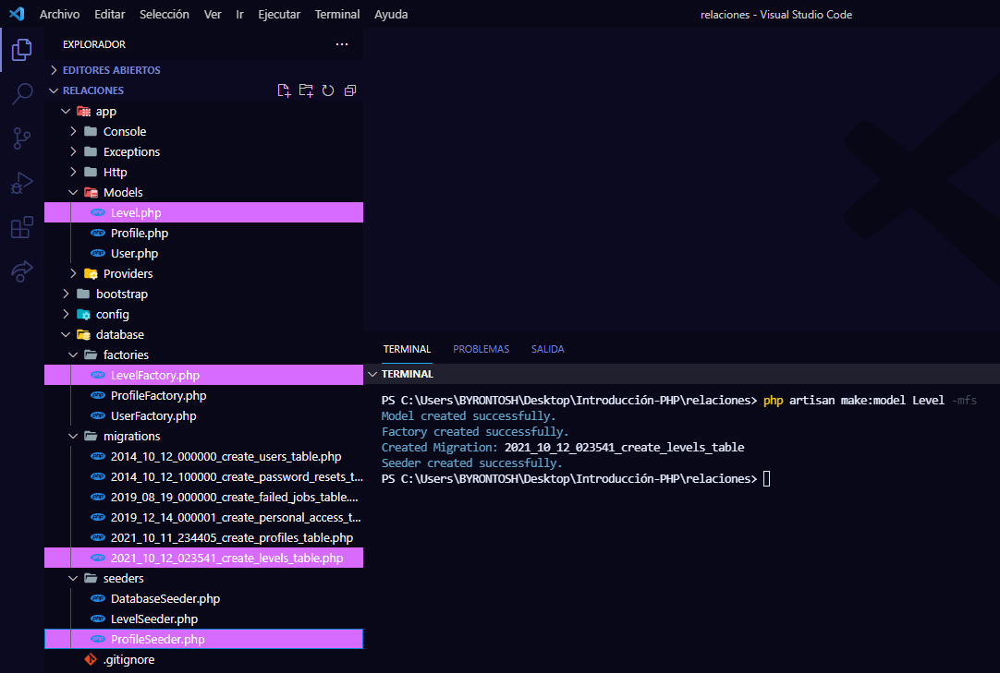 Archivo Editar Selección Ver Ir Ejecutar Terminal Ayuda
relaciones - Visual Studio Code
EXPLORADOR
EDITORES ABIERTOS
RELACIONES
app
Console
Exceptions
Http
Models
Level.php
Profile.php
User.php
Providers
bootstrap
config
database
factories
LevelFactory.php
ProfileFactory.php
UserFactory.php
migrations
2014_10_12_000000_create_users_table.php
2014_10_12_100000_create_password_resets_t...
2019_08_19_000000_create_failed_jobs_table....
2019_12_14_000001_create_personal_access_t...
2021_10_11_234405_create_profiles_table.php
2021_10_12_023541_create_levels_table.php
seeders
DatabaseSeeder.php
LevelSeeder.php
ProfileSeeder.php
.gitignore
TERMINAL PROBLEMAS SALIDA
TERMINAL
PS C:\Users\BYRONTOSH\Desktop\Introducción-PHP\relaciones> php artisan make:model Level -mfs
Model created successfully.
Factory created successfully.
Created Migration: 2021_10_12_023541_create_levels_table
Seeder created successfully.
PS C:\Users\BYRONTOSH\Desktop\Introducción-PHP\relaciones>